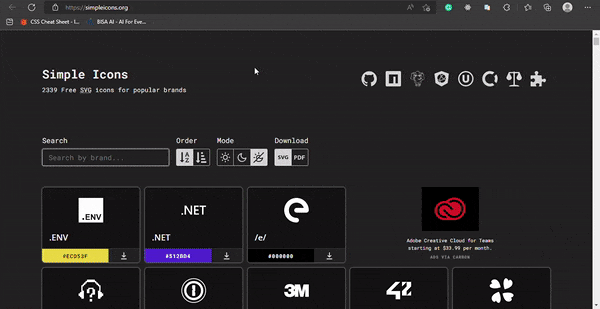 https://simpleicons.org
CSS Cheat Sheet - I...
BISA AI - AI For Eve...
Simple Icons
2339 Free SVG icons for popular brands
Search
Order
Mode
Download
Search by brand...
SVG
PDF
.ENV
.NET
.ENV
.NET
/e/
#ECD53F
#512BD4
#000000
Adobe Creative Cloud for Teams
starting at $33.99 per month.
ADS VIA CARBON
3M
42